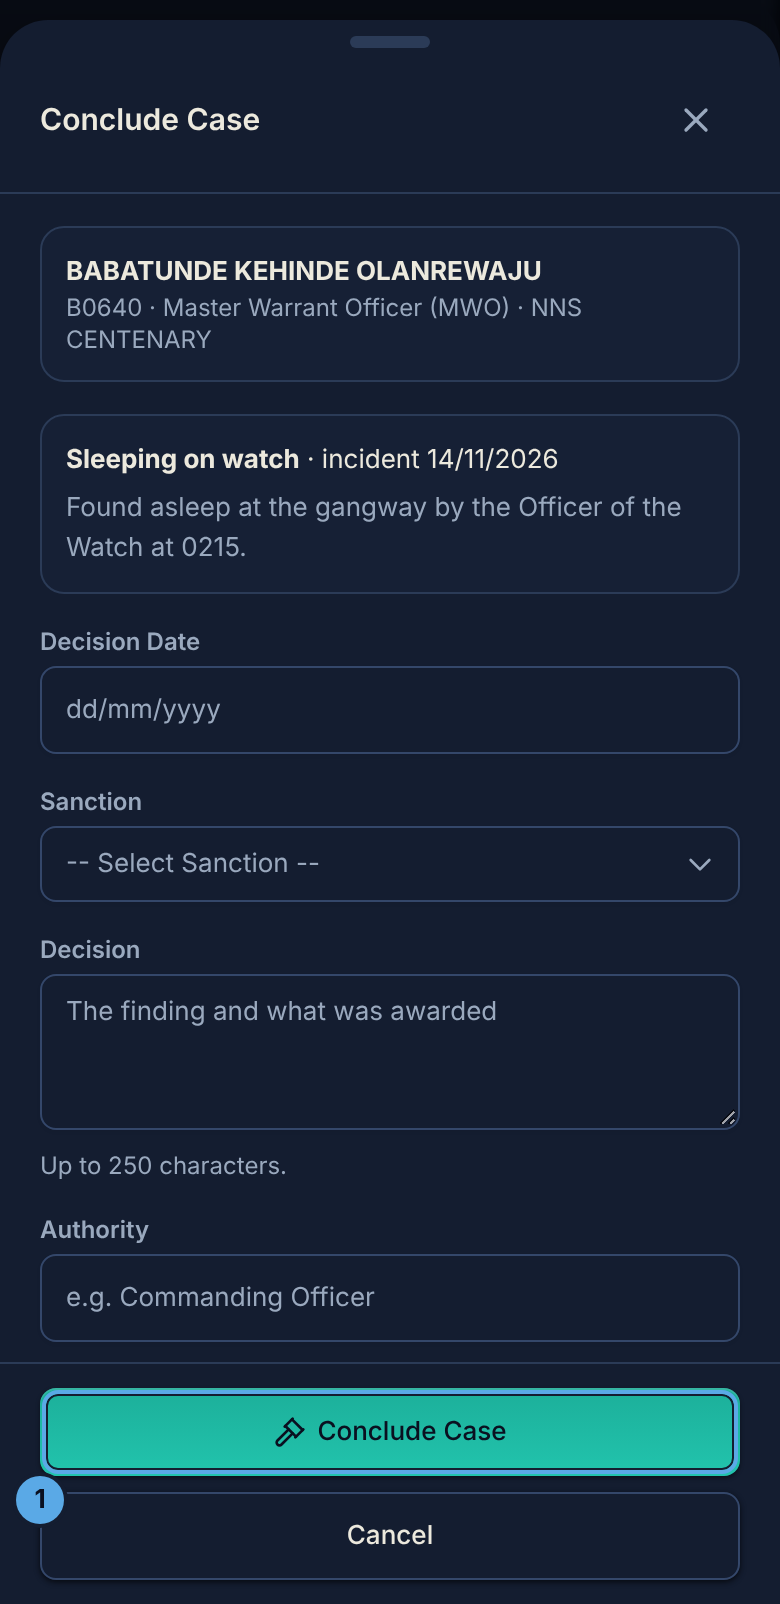 Conclude Case
BABATUNDE KEHINDE OLANREWAJU
B0640 · Master Warrant Officer (MWO) · NNS
CENTENARY
Sleeping on watch · incident 14/11/2026
Found asleep at the gangway by the Officer of the
Watch at 0215.
Decision Date
dd/mm/yyyy
Sanction
-- Select Sanction --
Decision
The finding and what was awarded
Up to 250 characters.
Authority
e.g. Commanding Officer
Conclude Case
1
Cancel